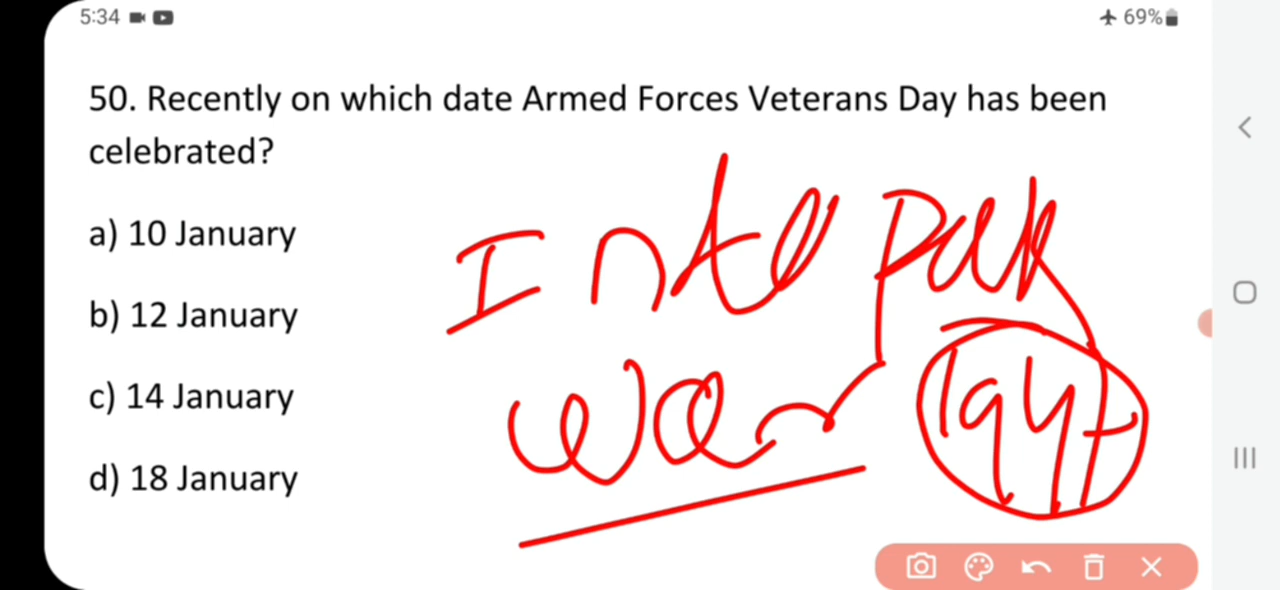 5:34 69%
50. Recently on which date Armed Forces Veterans Day has been
celebrated?
a) 10 January
b) 12 January
c) 14 January
d) 18 January
pak
war 1947